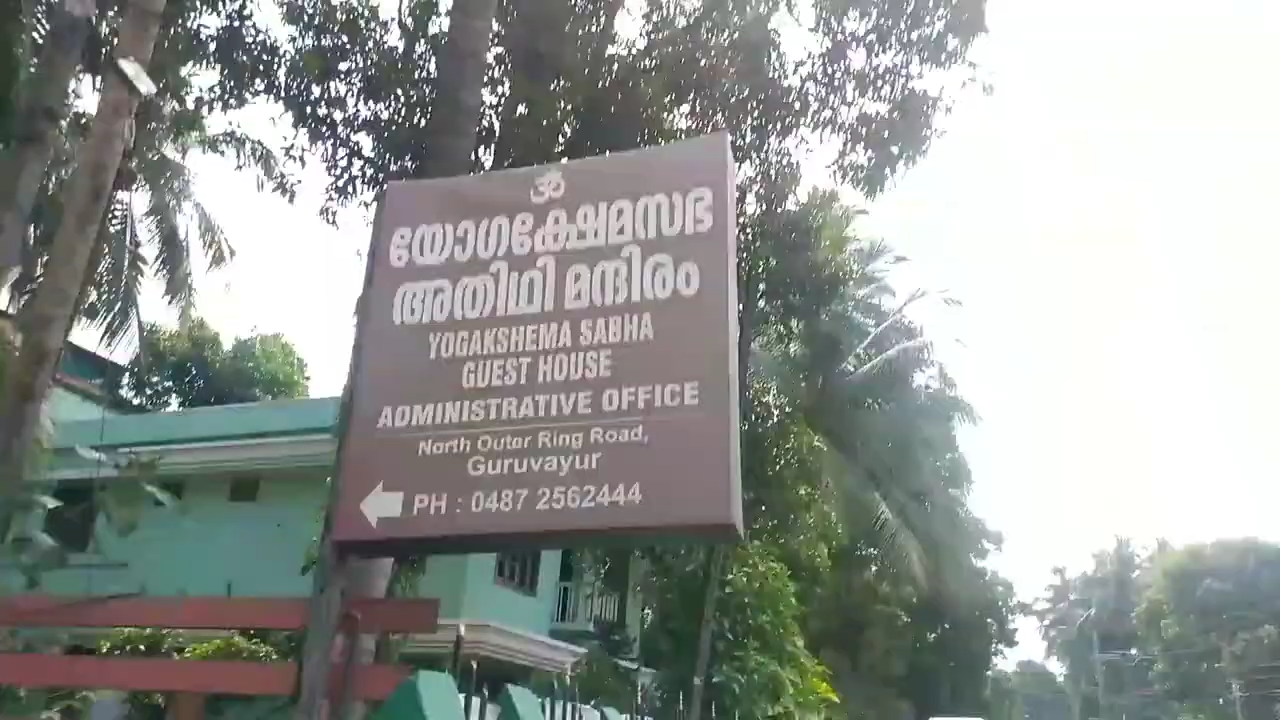 ॐ
യോഗക്ഷേമസഭ
അതിഥി മന്ദിരം
YOGAKSHEMA SABHA
GUEST HOUSE
ADMINISTRATIVE OFFICE
North Outer Ring Road,
Guruvayur
PH : 0487 2562444